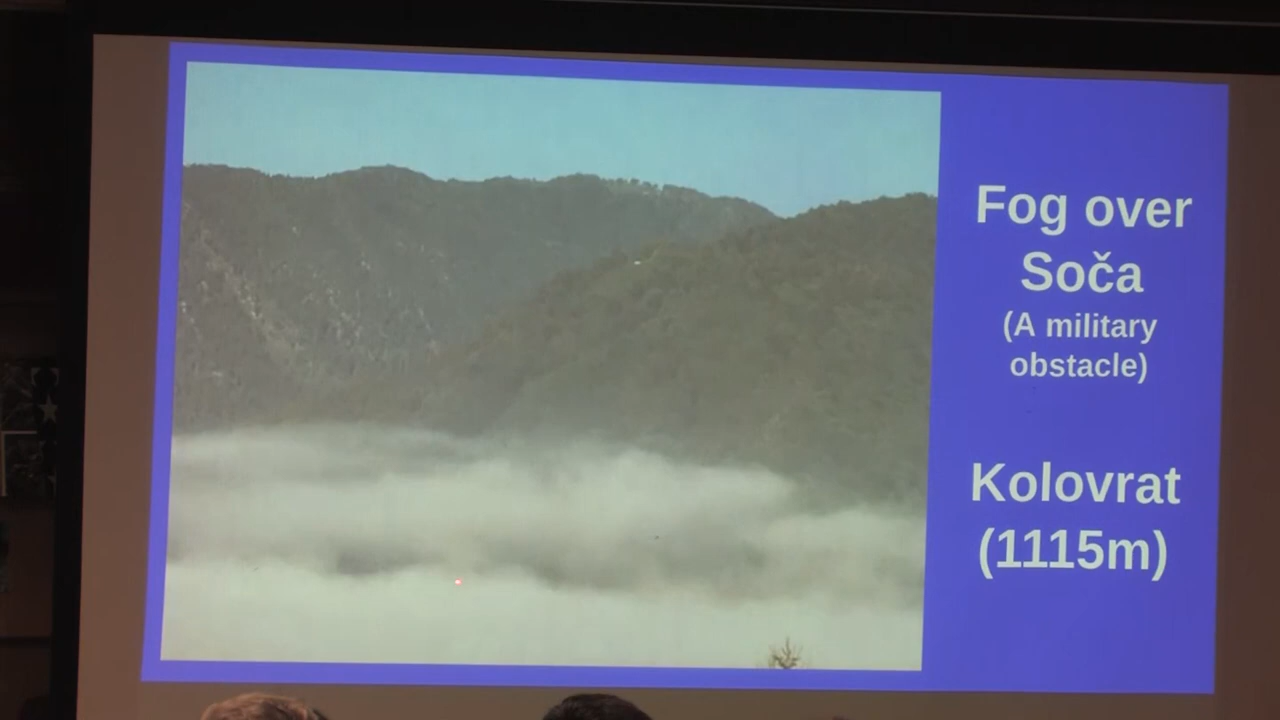 Fog over
Soča
(A military
obstacle)
Kolovrat
(1115m)